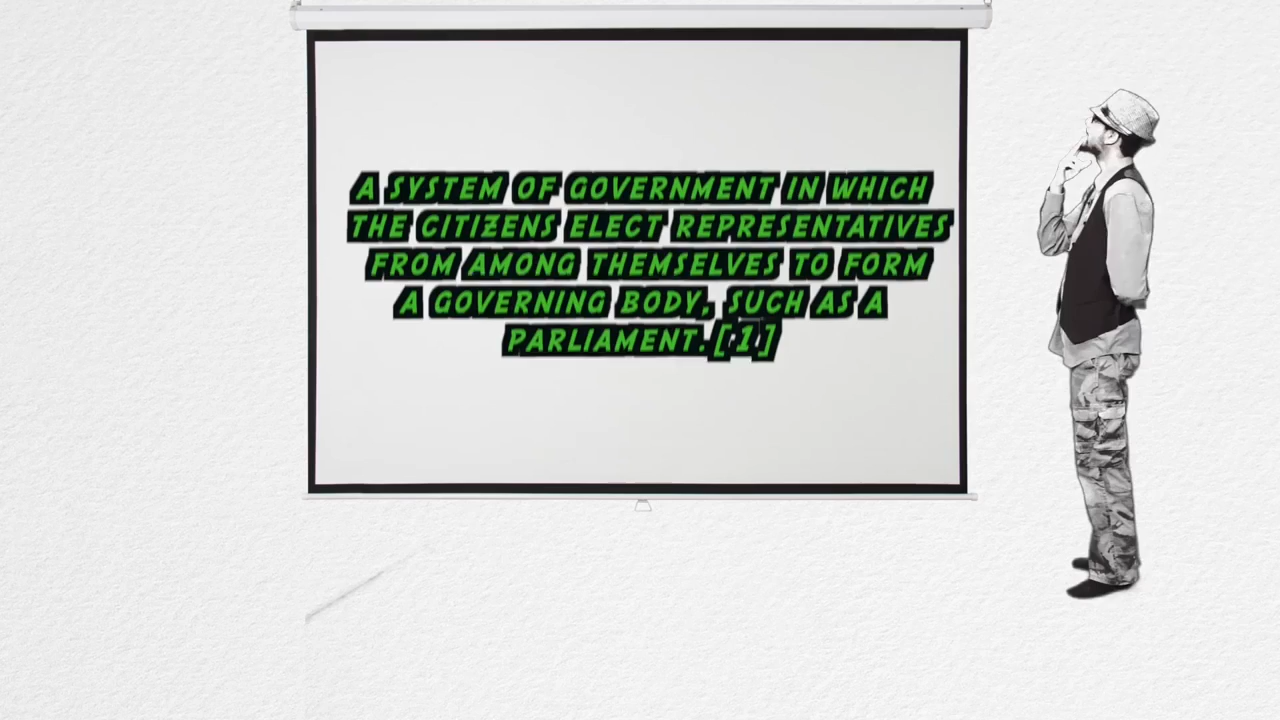 A SYSTEM OF GOVERNMENT IN WHICH
THE CITIZENS ELECT REPRESENTATIVES
FROM AMONG THEMSELVES TO FORM
A GOVERNING BODY, SUCH AS A
PARLIAMENT.[1]